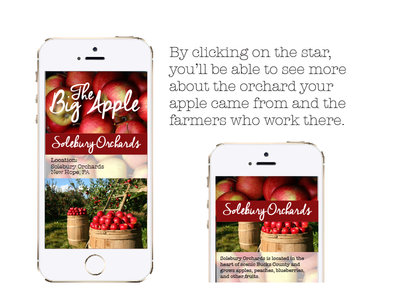 The
Big Apple
Solebury Orchards
Location:
Solebury Orchards
New Hope, PA
By clicking on the star,
you'll be able to see more
about the orchard your
apple came from and the
farmers who work there.
Solebury Orchards
Solebury Orchards is located in the
heart of scenic Bucks County and
grows apples, peaches, blueberries,
and other fruits.